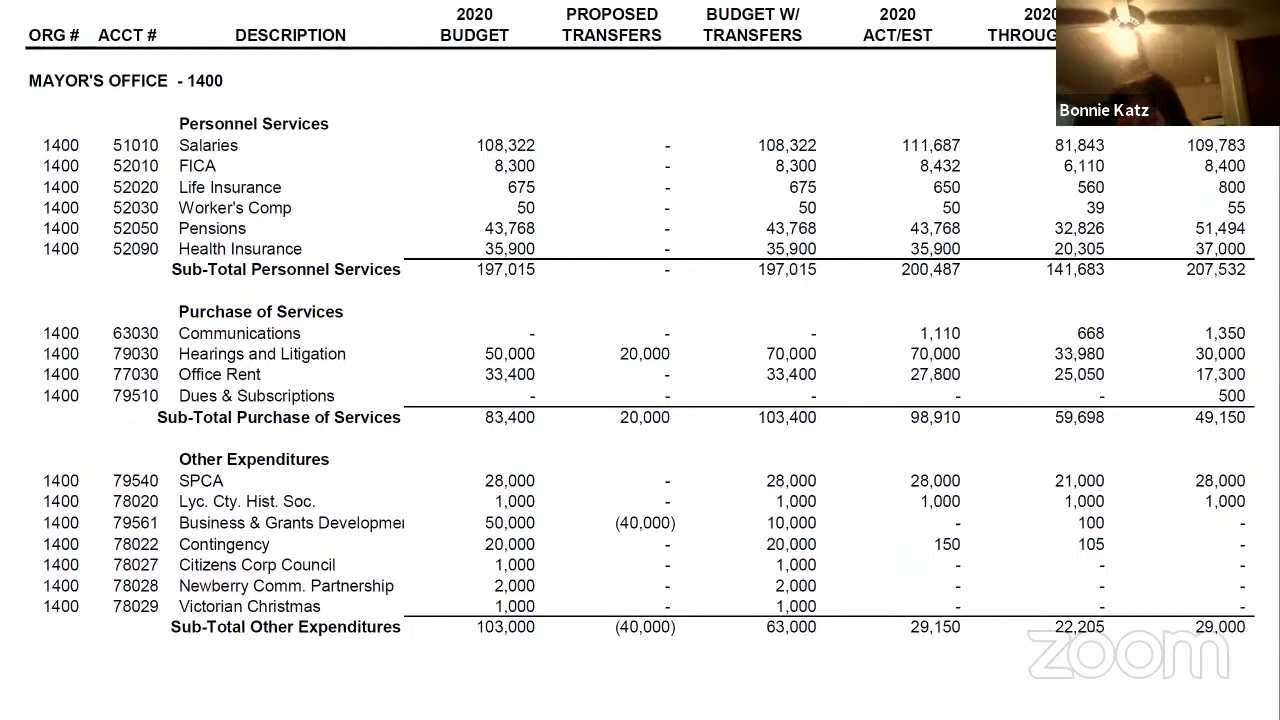 2020 PROPOSED BUDGET W/ 2020 2020
ORG # ACCT # DESCRIPTION BUDGET TRANSFERS TRANSFERS ACT/EST
MAYOR'S OFFICE - 1400
Bonnie Katz
Personnel Services
1400 51010 Salaries 108,322 - 108,322 111,687 81,843 109,783
1400 52010 FICA 8,300 - 8,300 8,432 6,110 8,400
1400 52020 Life Insurance 675 - 675 650 560 800
1400 52030 Worker's Comp 50 - 50 50 39 55
1400 52050 Pensions 43,768 - 43,768 43,768 32,826 51,494
1400 52090 Health Insurance 35,900 - 35,900 35,900 20,305 37,000
Sub-Total Personnel Services 197,015 - 197,015 200,487 141,683 207,532
Purchase of Services
1400 63030 Communications - - - 1,110 668 1,350
1400 79030 Hearings and Litigation 50,000 20,000 70,000 70,000 33,980 30,000
1400 77030 Office Rent 33,400 - 33,400 27,800 25,050 17,300
1400 79510 Dues & Subscriptions - - - - - 500
Sub-Total Purchase of Services 83,400 20,000 103,400 98,910 59,698 49,150
Other Expenditures
1400 79540 SPCA 28,000 - 28,000 28,000 21,000 28,000
1400 78020 Lyc. Cty. Hist. Soc. 1,000 - 1,000 1,000 1,000 1,000
1400 79561 Business & Grants Developmer 50,000 (40,000) 10,000 - 100 -
1400 78022 Contingency 20,000 - 20,000 150 105 -
1400 78027 Citizens Corp Council 1,000 - 1,000 - - -
1400 78028 Newberry Comm. Partnership 2,000 - 2,000 - - -
1400 78029 Victorian Christmas 1,000 - 1,000 - - -
Sub-Total Other Expenditures 103,000 (40,000) 63,000 29,150 22,205 29,000
zoom